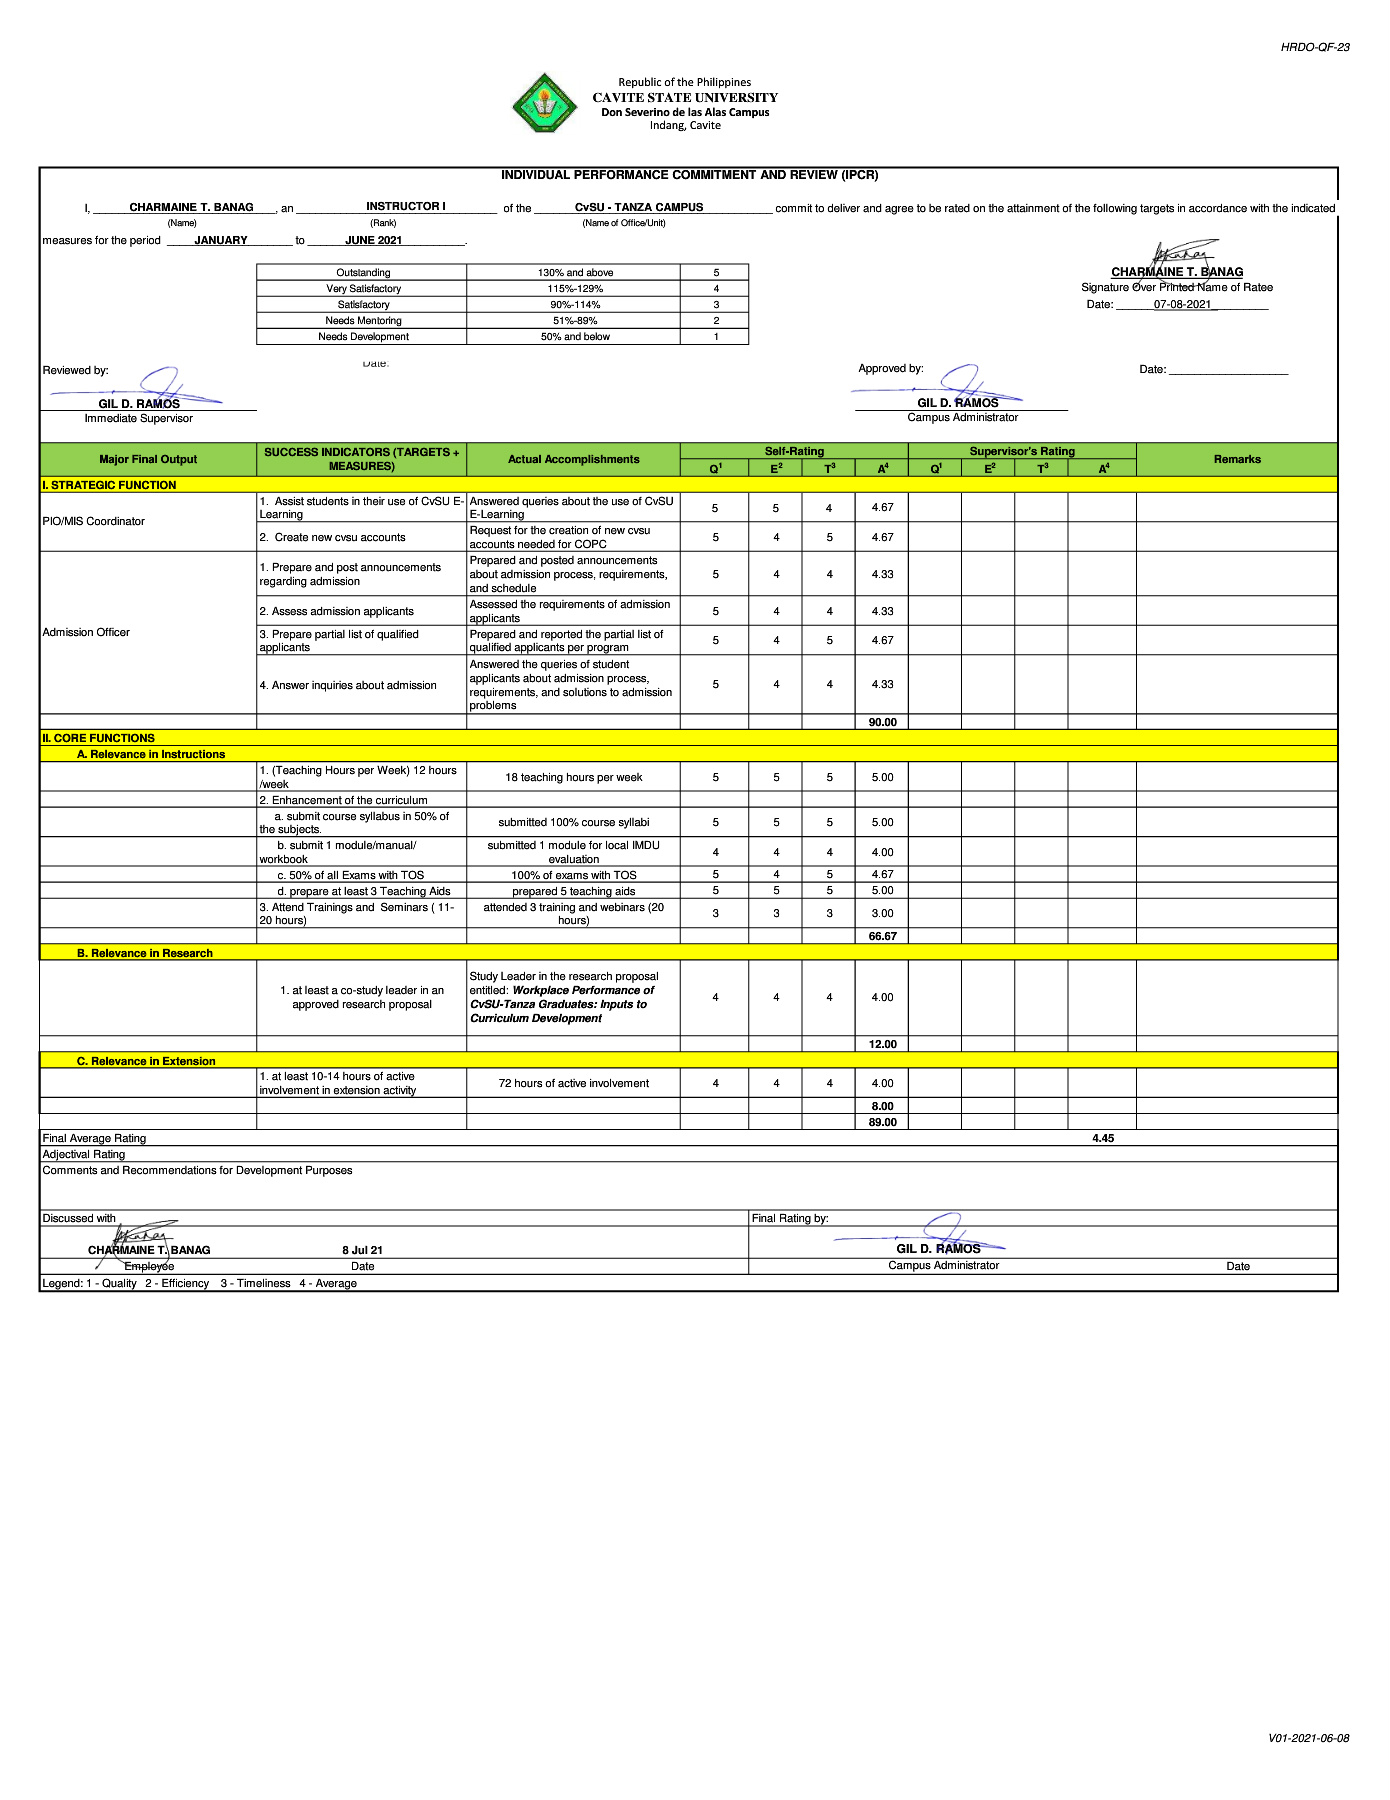 HRDO-QF-23
Republic of the Philippines
CAVITE STATE UNIVERSITY
Don Severino de las Alas Campus
Indang, Cavite
INDIVIDUAL PERFORMANCE COMMITMENT AND REVIEW (IPCR)
I, CHARMAINE T. BANAG, an INSTRUCTOR I of the CvSU - TANZA CAMPUS commit to deliver and agree to be rated on the attainment of the following targets in accordance with the indicated
(Name) (Rank) (Name of Office/Unit)
measures for the period JANUARY to JUNE 2021.
Outstanding 130% and above 5
Very Satisfactory 115%-129% 4
Satisfactory 90%-114% 3
Needs Mentoring 51%-89% 2
Needs Development 50% and below 1
CHARMAINE T. BANAG
Signature Over Printed Name of Ratee
Date: 07-08-2021
Reviewed by: Date: Approved by: Date:
GIL D. RAMOS GIL D. RAMOS
Immediate Supervisor Campus Administrator
Major Final Output SUCCESS INDICATORS (TARGETS + MEASURES) Actual Accomplishments Self-Rating Supervisor's Rating Remarks
Q1 E2 T3 A4 Q1 E2 T3 A4
I. STRATEGIC FUNCTION
PIO/MIS Coordinator
1. Assist students in their use of CvSU E-Learning Answered queries about the use of CvSU E-Learning 5 5 4 4.67
2. Create new cvsu accounts Request for the creation of new cvsu accounts needed for COPC 5 4 5 4.67
Admission Officer
1. Prepare and post announcements regarding admission Prepared and posted announcements about admission process, requirements, and schedule 5 4 4 4.33
2. Assess admission applicants Assessed the requirements of admission applicants 5 4 4 4.33
3. Prepare partial list of qualified applicants Prepared and reported the partial list of qualified applicants per program 5 4 5 4.67
4. Answer inquiries about admission Answered the queries of student applicants about admission process, requirements, and solutions to admission problems 5 4 4 4.33
90.00
II. CORE FUNCTIONS
A. Relevance in Instructions
1. (Teaching Hours per Week) 12 hours /week 18 teaching hours per week 5 5 5 5.00
2. Enhancement of the curriculum
a. submit course syllabus in 50% of the subjects. submitted 100% course syllabi 5 5 5 5.00
b. submit 1 module/manual/ workbook submitted 1 module for local IMDU evaluation 4 4 4 4.00
c. 50% of all Exams with TOS 100% of exams with TOS 5 4 5 4.67
d. prepare at least 3 Teaching Aids prepared 5 teaching aids 5 5 5 5.00
3. Attend Trainings and Seminars ( 11-20 hours) attended 3 training and webinars (20 hours) 3 3 3 3.00
66.67
B. Relevance in Research
1. at least a co-study leader in an approved research proposal Study Leader in the research proposal entitled: Workplace Performance of CvSU-Tanza Graduates: Inputs to Curriculum Development 4 4 4 4.00
12.00
C. Relevance in Extension
1. at least 10-14 hours of active involvement in extension activity 72 hours of active involvement 4 4 4 4.00
8.00
89.00
Final Average Rating 4.45
Adjectival Rating
Comments and Recommendations for Development Purposes
Discussed with Final Rating by:
CHARMAINE T. BANAG 8 Jul 21 GIL D. RAMOS
Employee Date Campus Administrator Date
Legend: 1 - Quality 2 - Efficiency 3 - Timeliness 4 - Average
V01-2021-06-08